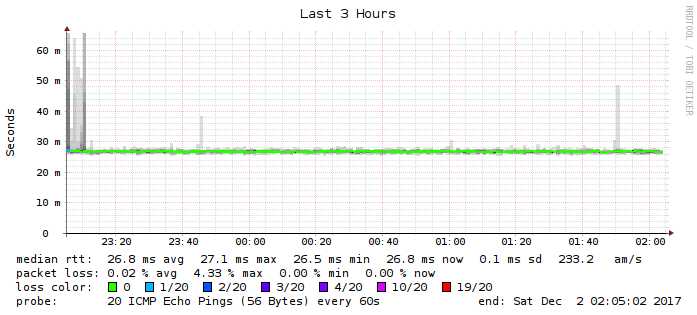 Last 3 Hours
RRDTOOL / TOBI OETIKER
Seconds
60 m
50 m
40 m
30 m
20 m
10 m
0
23:20 23:40 00:00 00:20 00:40 01:00 01:20 01:40 02:00
median rtt: 26.8 ms avg 27.1 ms max 26.5 ms min 26.8 ms now 0.1 ms sd 233.2 am/s
packet loss: 0.02 % avg 4.33 % max 0.00 % min 0.00 % now
loss color: 0 1/20 2/20 3/20 4/20 10/20 19/20
probe: 20 ICMP Echo Pings (56 Bytes) every 60s end: Sat Dec 2 02:05:02 2017